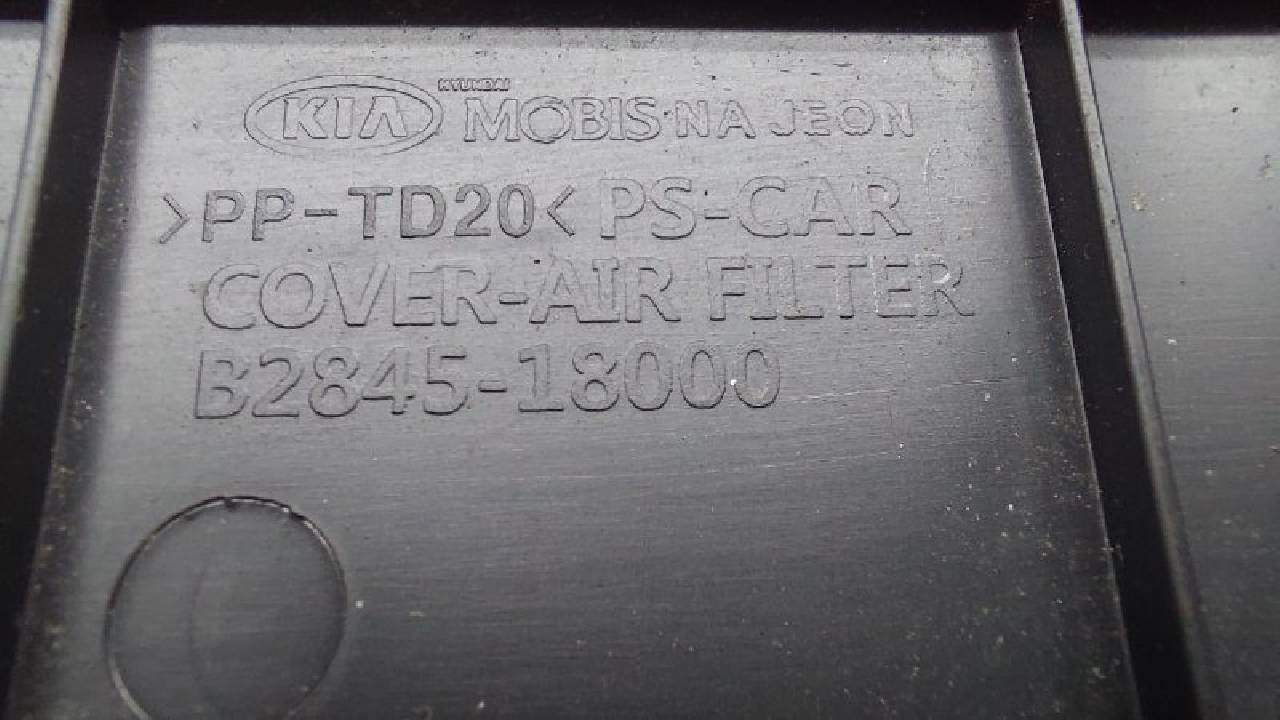 KIA HYUNDAI MOBIS NA JEON
>PP-TD20< PS-CAR
COVER-AIR FILTER
B2845-18000